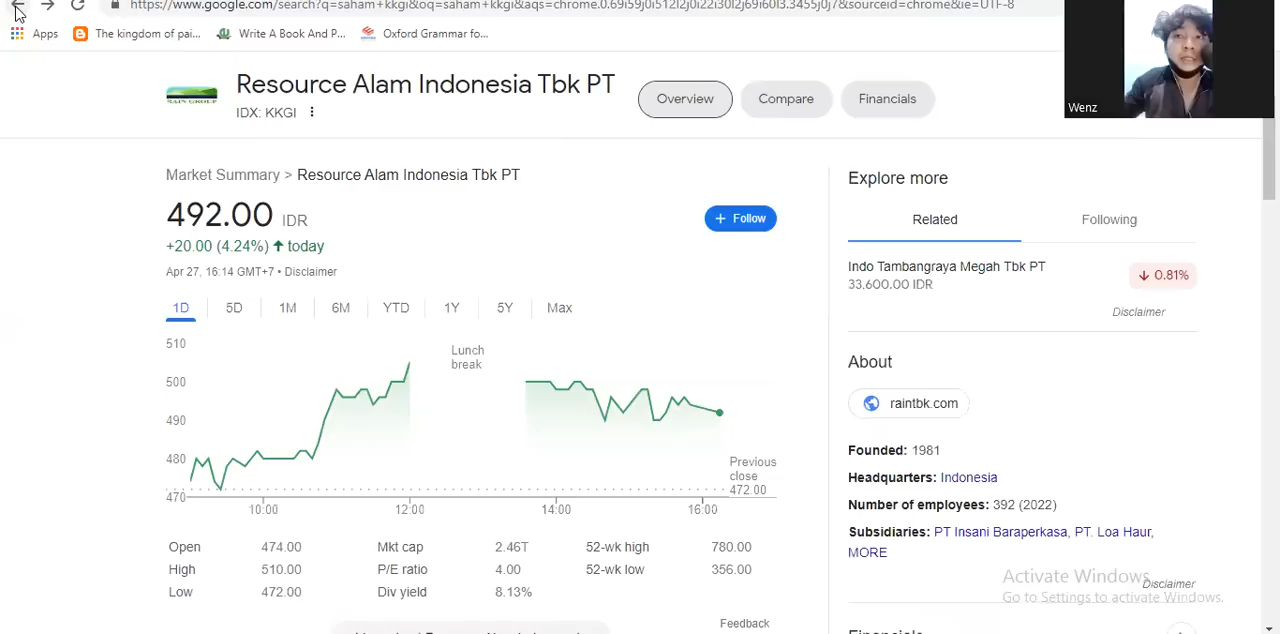 https://www.google.com/search?q=saham+kkgi&oq=saham+kkgi&aqs=chrome.0.69i59j0i512l2j0i22i30l2j69i60l3.3455j0j7&sourceid=chrome&ie=UTF-8
Apps The kingdom of pai... Write A Book And P... Oxford Grammar fo...
Wenz
Resource Alam Indonesia Tbk PT
IDX: KKGI
Overview Compare Financials
Market Summary > Resource Alam Indonesia Tbk PT
492.00 IDR
+ Follow
+20.00 (4.24%) ↑ today
Apr 27, 16:14 GMT+7 • Disclaimer
1D 5D 1M 6M YTD 1Y 5Y Max
510
500
490
480
470
Lunch
break
Previous
close
472.00
10:00 12:00 14:00 16:00
Open 474.00 Mkt cap 2.46T 52-wk high 780.00
High 510.00 P/E ratio 4.00 52-wk low 356.00
Low 472.00 Div yield 8.13%
Feedback
Explore more
Related Following
Indo Tambangraya Megah Tbk PT
33.600.00 IDR
↓ 0.81%
Disclaimer
About
raintbk.com
Founded: 1981
Headquarters: Indonesia
Number of employees: 392 (2022)
Subsidiaries: PT Insani Baraperkasa, PT. Loa Haur,
MORE
Disclaimer
Activate Windows
Go to Settings to activate Windows.
Financials